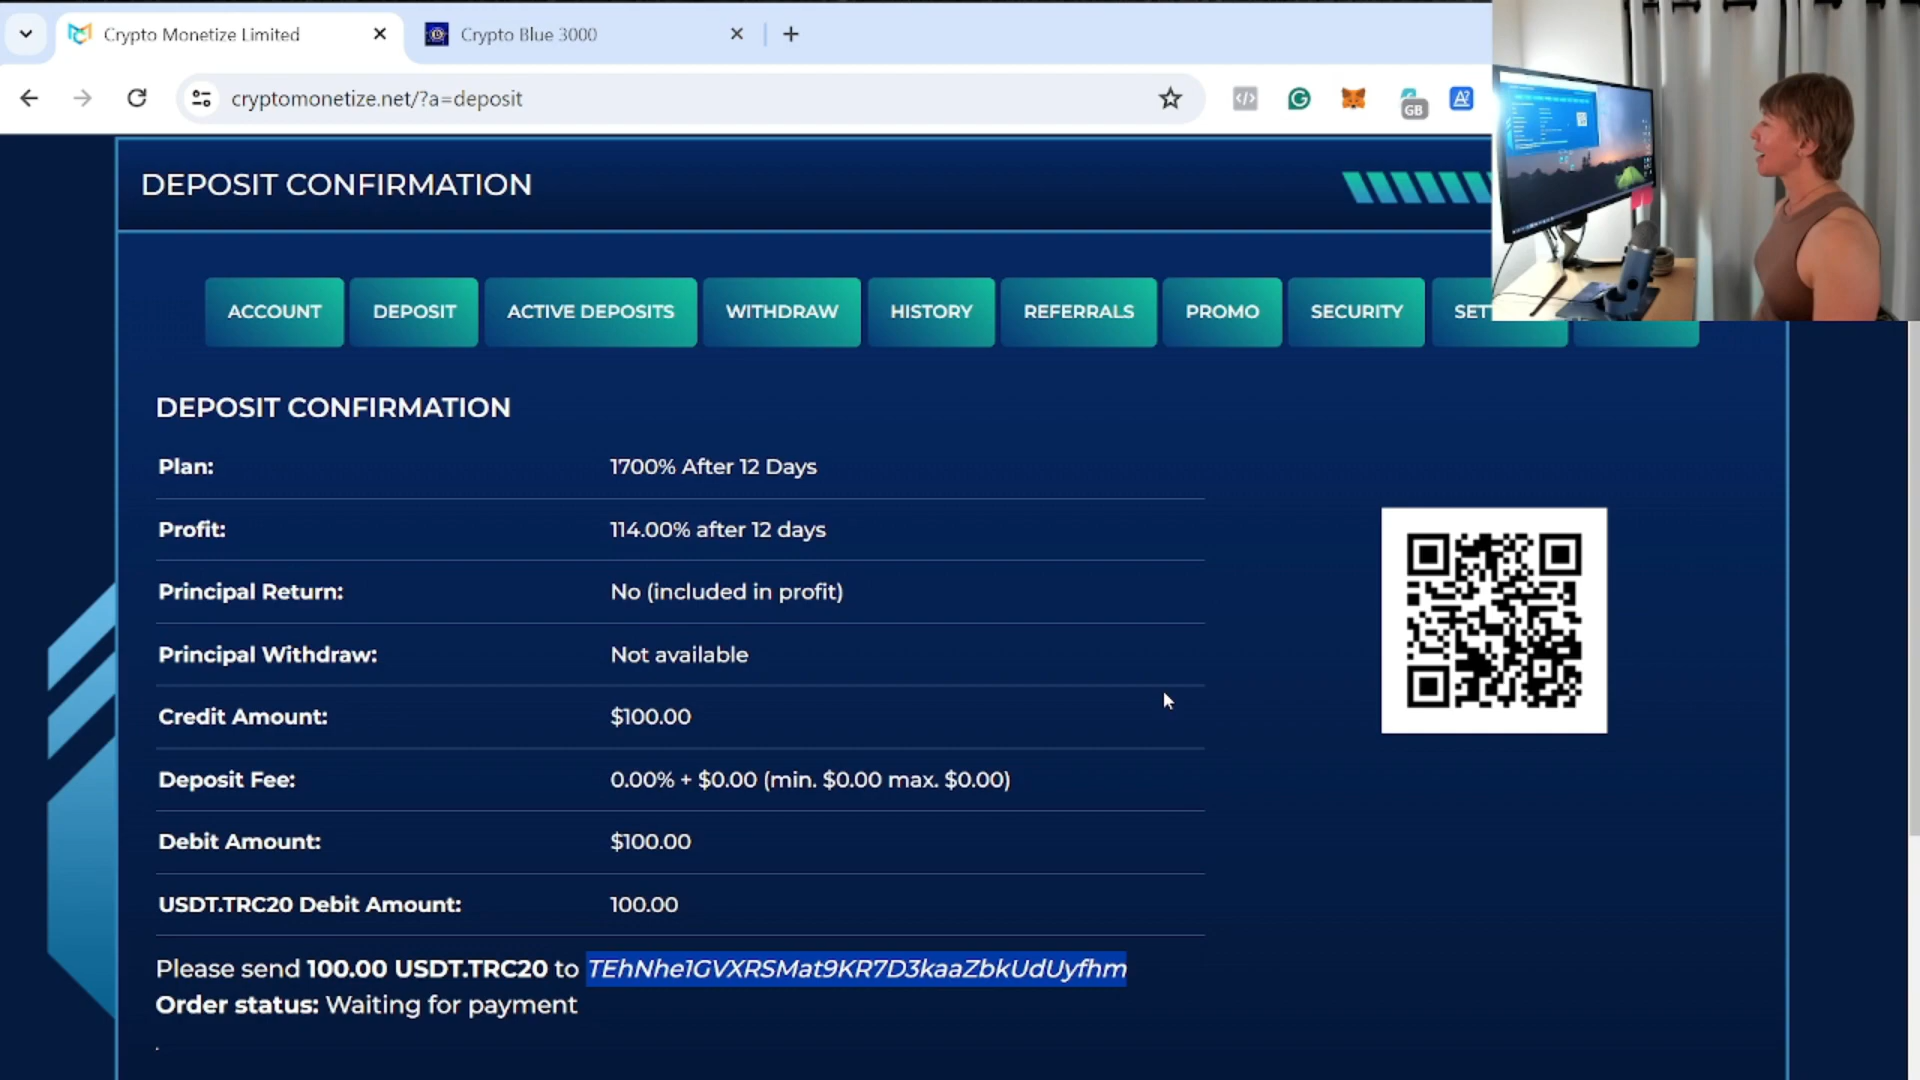 Crypto Monetize Limited
Crypto Blue 3000
cryptomonetize.net/?a=deposit
GB
DEPOSIT CONFIRMATION
ACCOUNT
DEPOSIT
ACTIVE DEPOSITS
WITHDRAW
HISTORY
REFERRALS
PROMO
SECURITY
DEPOSIT CONFIRMATION
Plan: 1700% After 12 Days
Profit: 114.00% after 12 days
Principal Return: No (included in profit)
Principal Withdraw: Not available
Credit Amount: $100.00
Deposit Fee: 0.00% + $0.00 (min. $0.00 max. $0.00)
Debit Amount: $100.00
USDT.TRC20 Debit Amount: 100.00
Please send 100.00 USDT.TRC20 to TEhNhe1GVXRSMat9KR7D3kaaZbkUdUyfhm
Order status: Waiting for payment
.